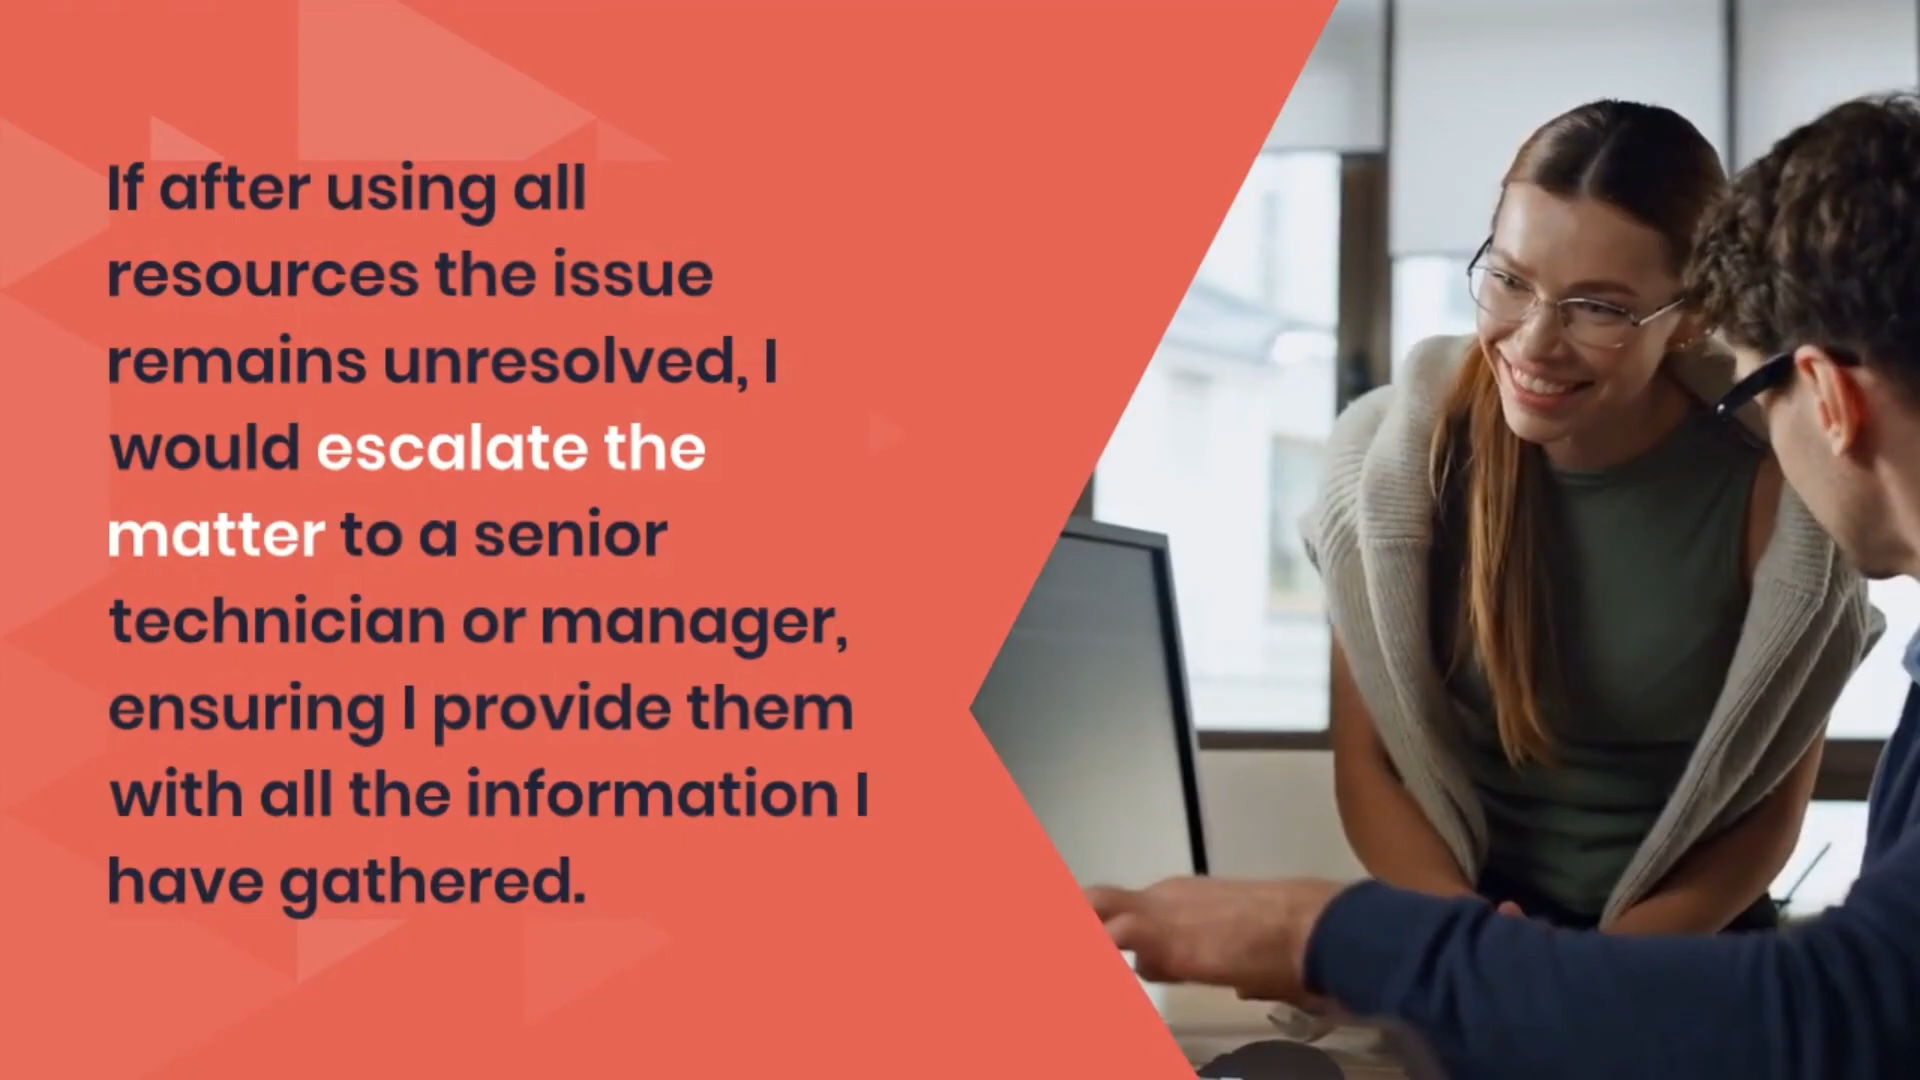 If after using all
resources the issue
remains unresolved, I
would escalate the
matter to a senior
technician or manager,
ensuring I provide them
with all the information I
have gathered.